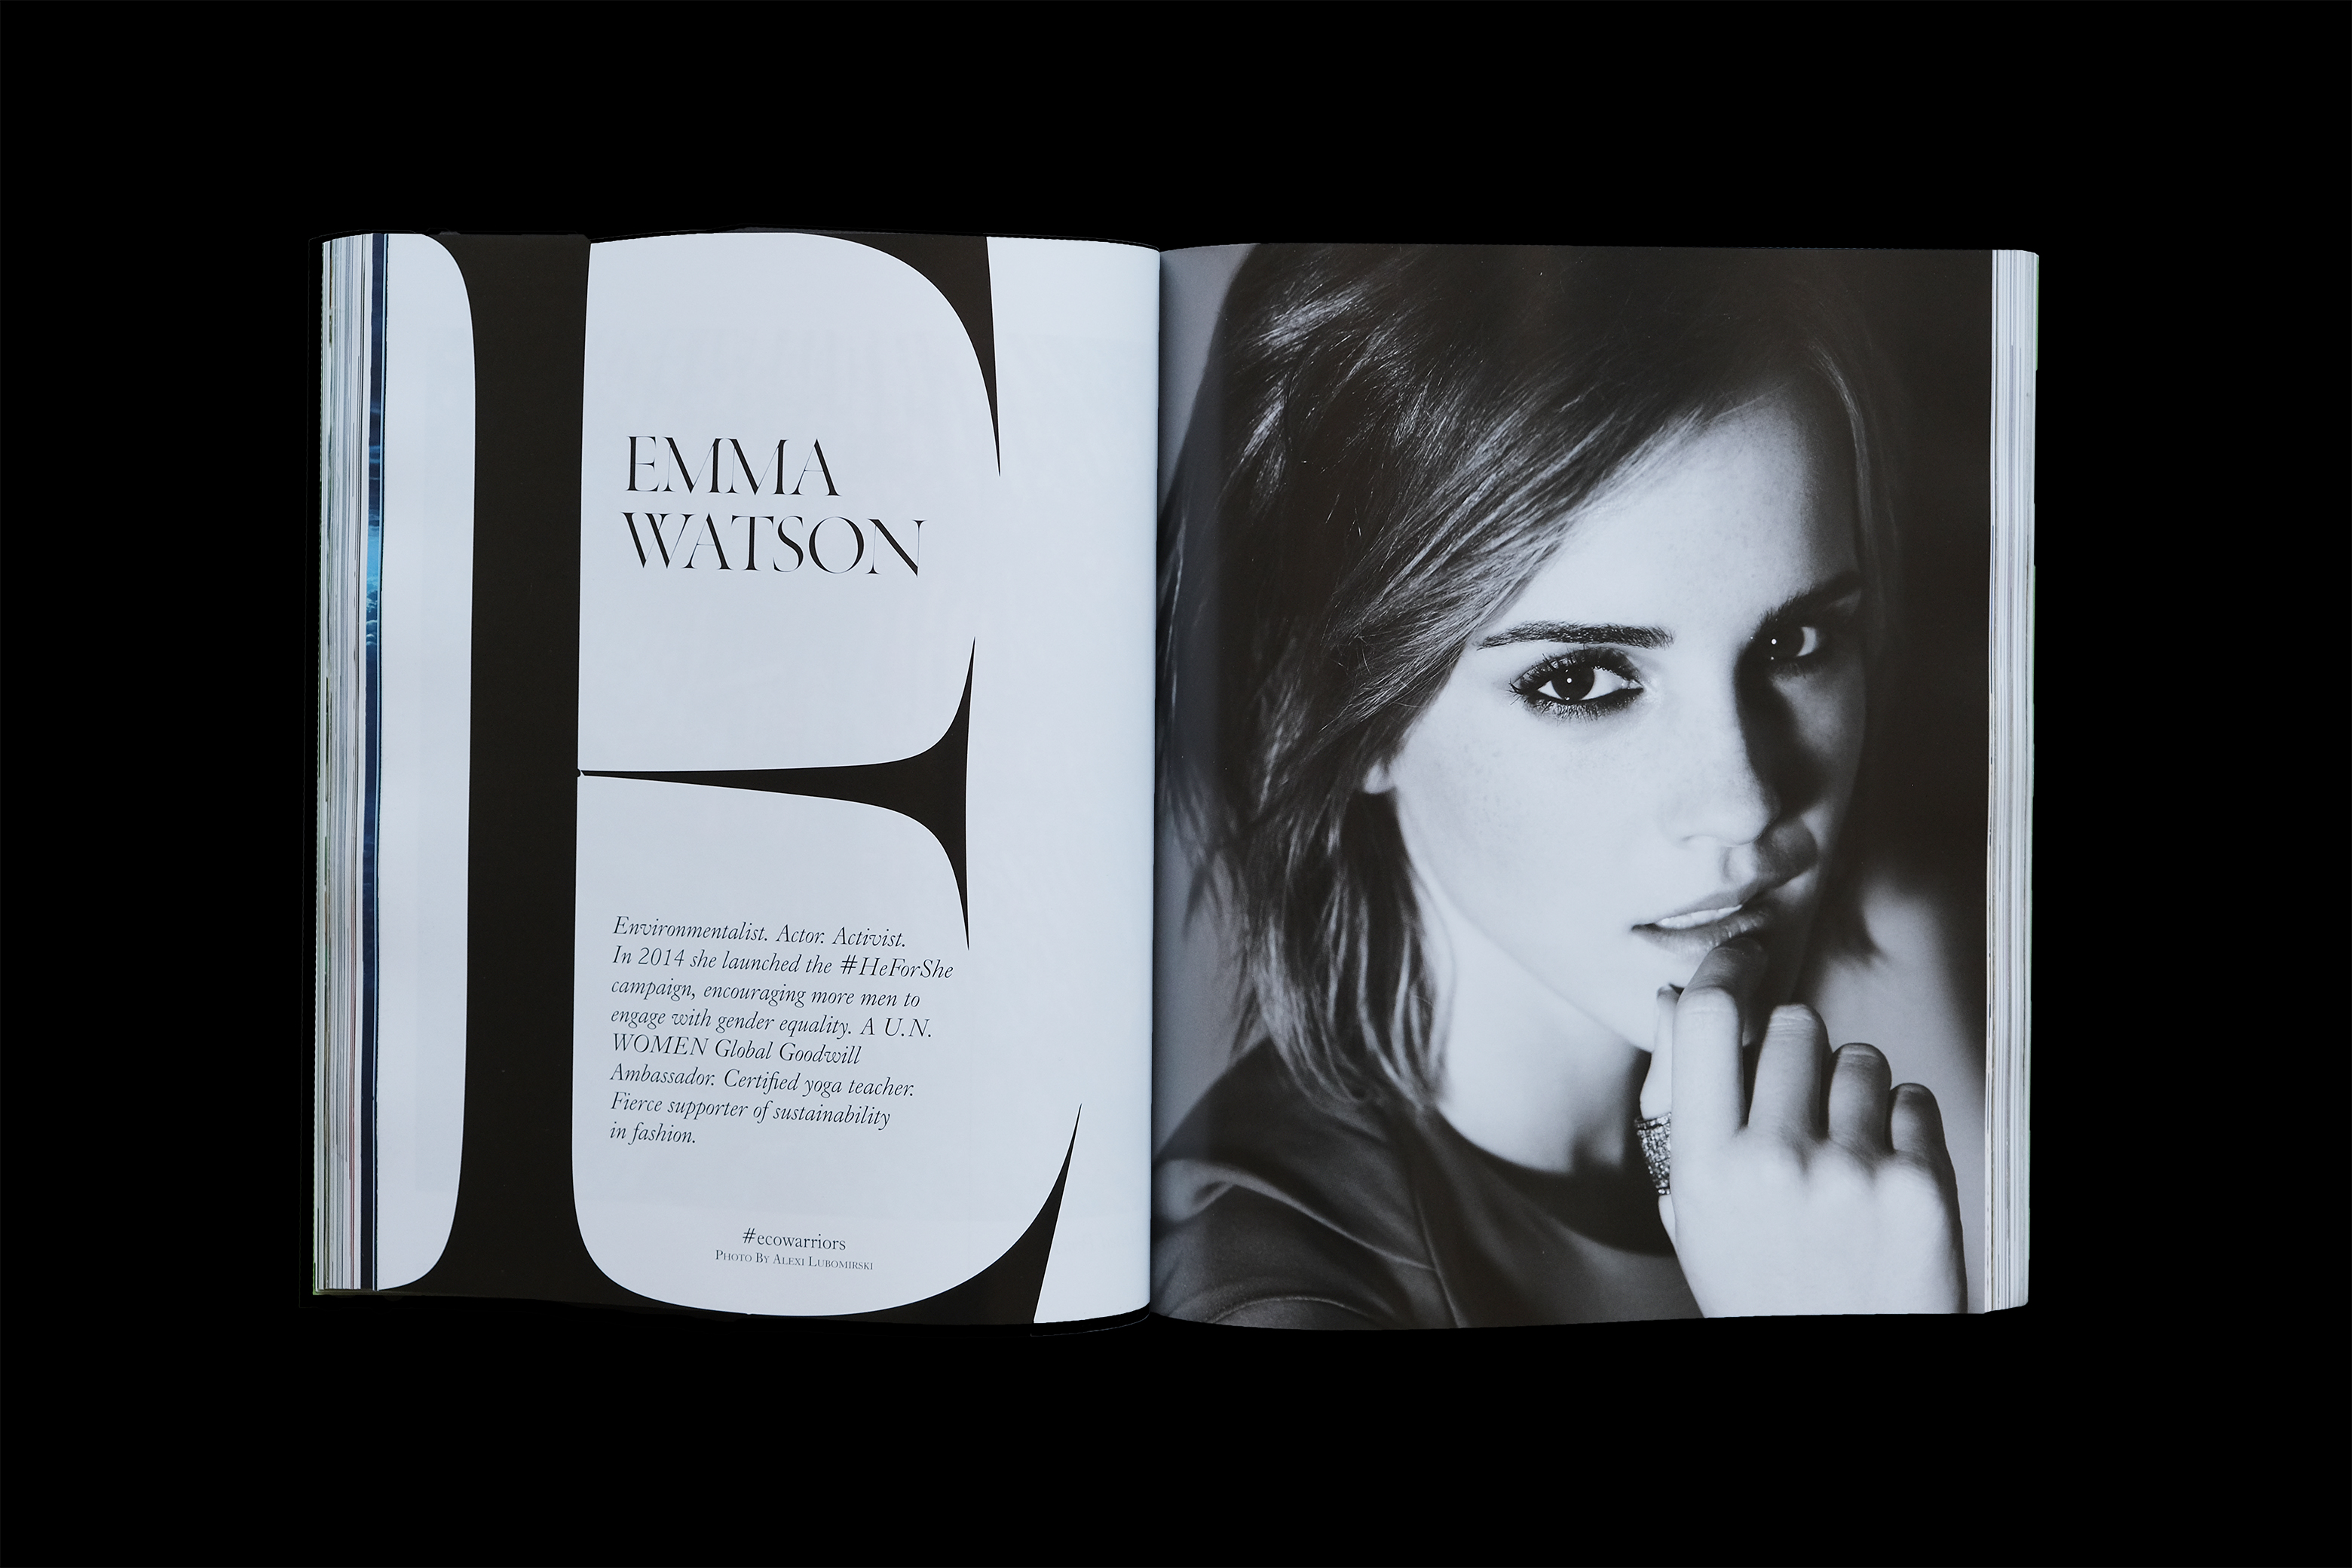 E
EMMA
WATSON
Environmentalist. Actor. Activist.
In 2014 she launched the #HeForShe
campaign, encouraging more men to
engage with gender equality. A U.N.
WOMEN Global Goodwill
Ambassador. Certified yoga teacher.
Fierce supporter of sustainability
in fashion.
#ecowarriors
PHOTO BY ALEXI LUBOMIRSKI